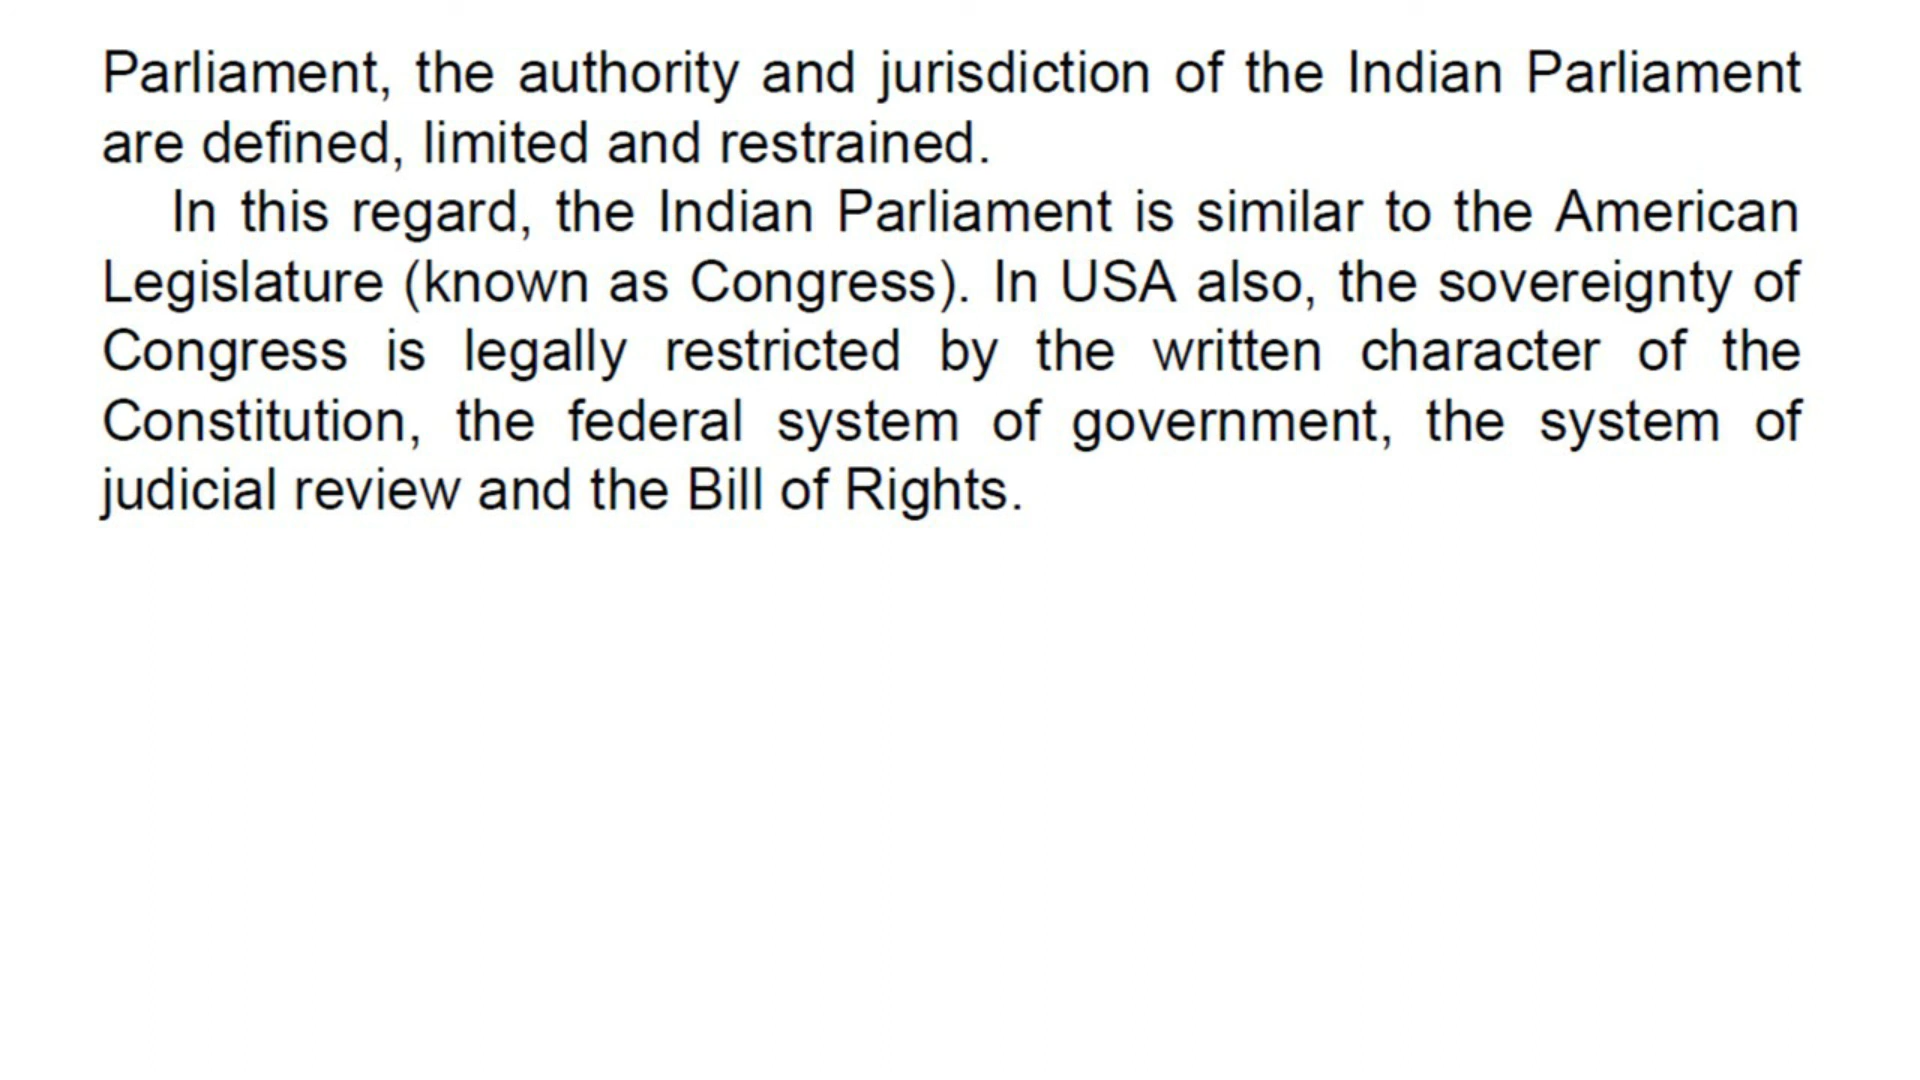 Parliament, the authority and jurisdiction of the Indian Parliament
are defined, limited and restrained.
In this regard, the Indian Parliament is similar to the American
Legislature (known as Congress). In USA also, the sovereignty of
Congress is legally restricted by the written character of the
Constitution, the federal system of government, the system of
judicial review and the Bill of Rights.